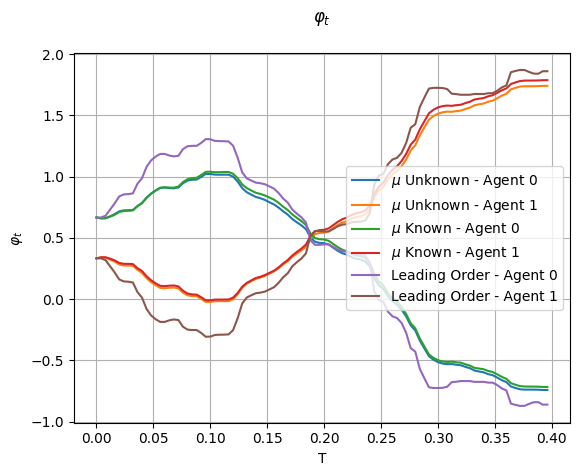 φₜ
2.0
1.5
1.0
0.5
0.0
−0.5
−1.0
φₜ
μ Unknown - Agent 0
μ Unknown - Agent 1
μ Known - Agent 0
μ Known - Agent 1
Leading Order - Agent 0
Leading Order - Agent 1
0.00 0.05 0.10 0.15 0.20 0.25 0.30 0.35 0.40
T